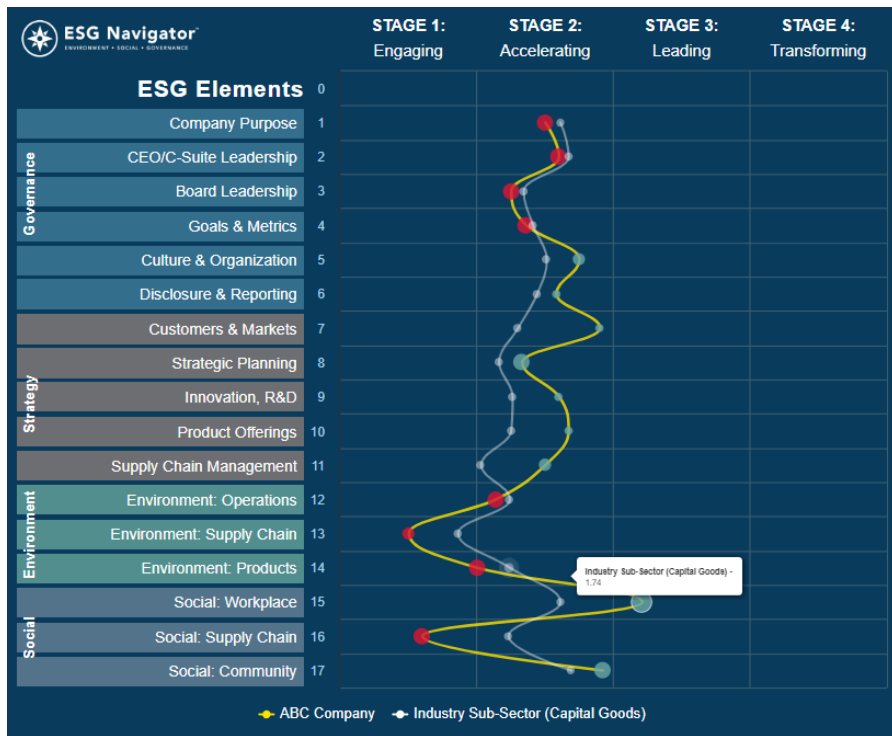 ESG Navigator
ENVIRONMENT • SOCIAL • GOVERNANCE
STAGE 1:
Engaging
STAGE 2:
Accelerating
STAGE 3:
Leading
STAGE 4:
Transforming
ESG Elements 0
Governance
Company Purpose 1
CEO/C-Suite Leadership 2
Board Leadership 3
Goals & Metrics 4
Culture & Organization 5
Disclosure & Reporting 6
Strategy
Customers & Markets 7
Strategic Planning 8
Innovation, R&D 9
Product Offerings 10
Supply Chain Management 11
Environment
Environment: Operations 12
Environment: Supply Chain 13
Environment: Products 14
Industry Sub-Sector (Capital Goods) -
1.74
Social
Social: Workplace 15
Social: Supply Chain 16
Social: Community 17
ABC Company
Industry Sub-Sector (Capital Goods)